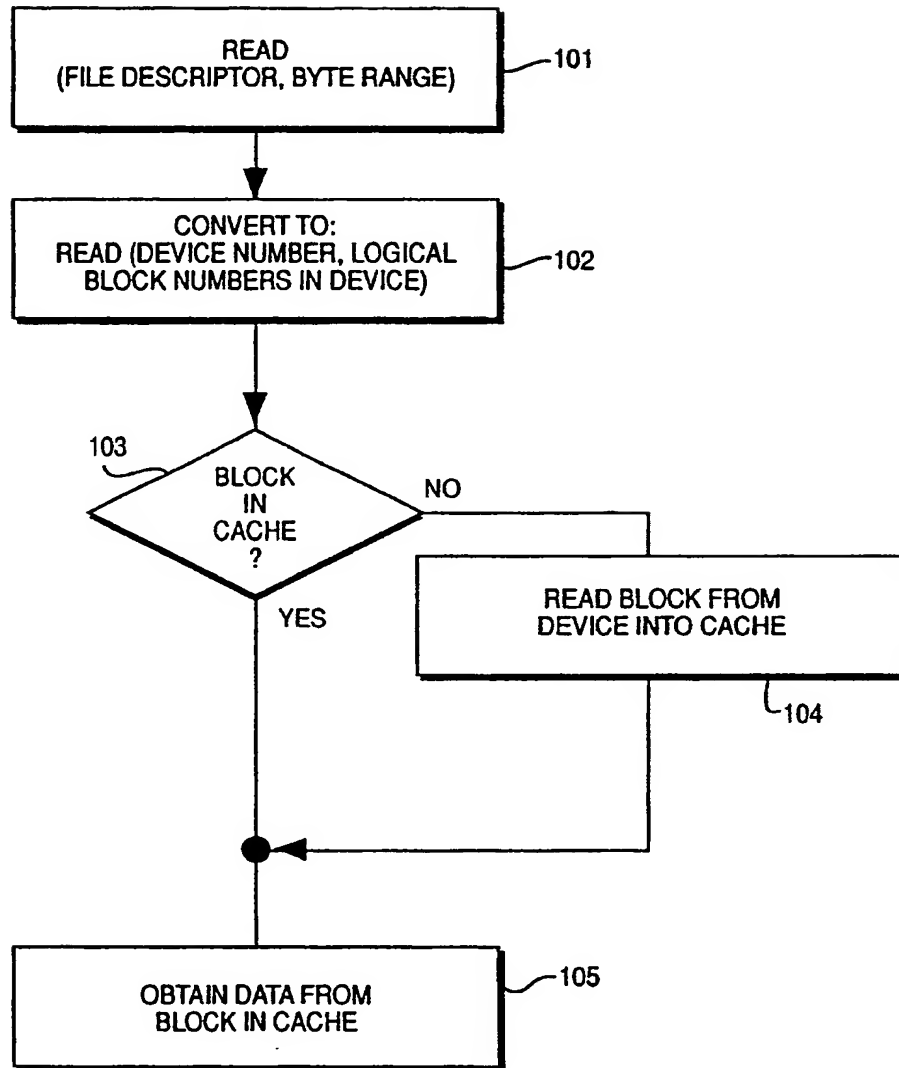 READ
(FILE DESCRIPTOR, BYTE RANGE)
101
CONVERT TO:
READ (DEVICE NUMBER, LOGICAL
BLOCK NUMBERS IN DEVICE)
102
103
BLOCK
IN
CACHE
?
NO
YES
READ BLOCK FROM
DEVICE INTO CACHE
104
OBTAIN DATA FROM
BLOCK IN CACHE
105